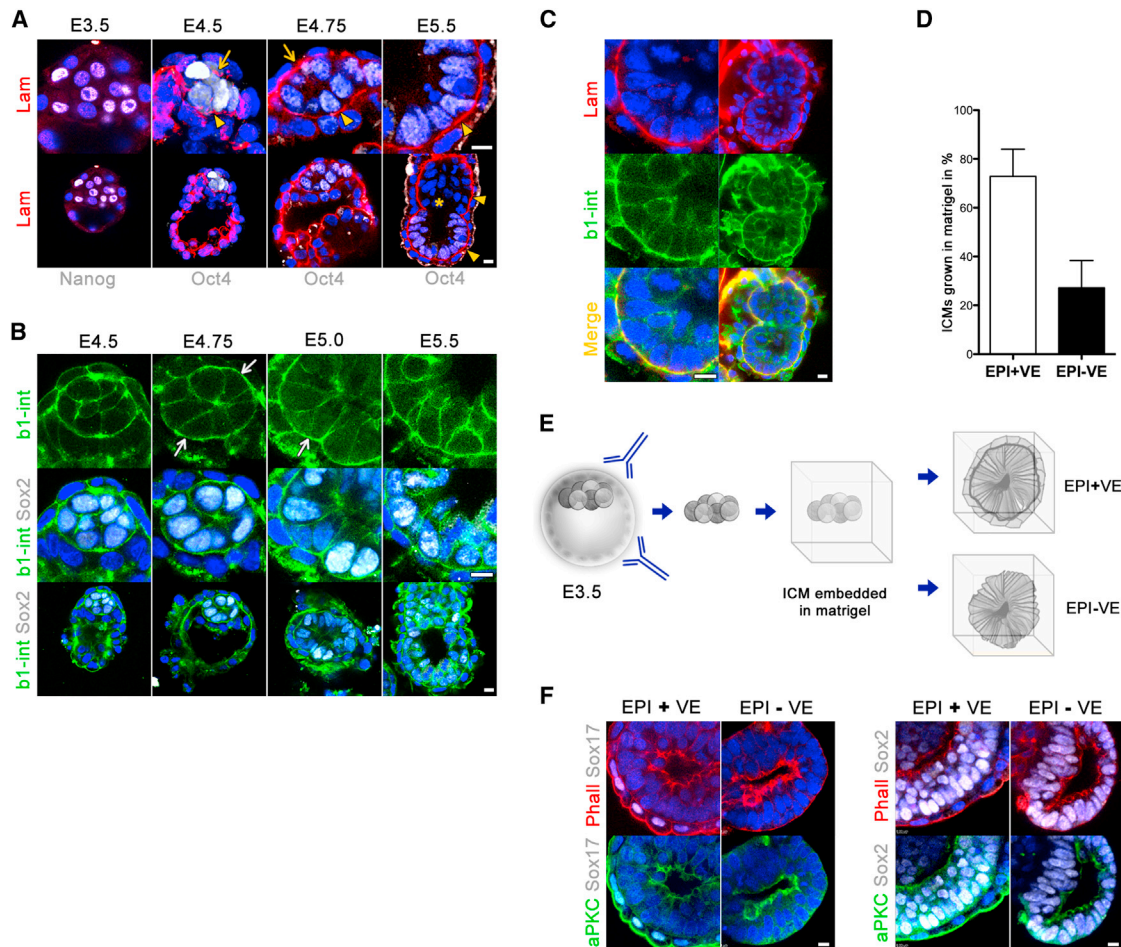 A
E3.5 E4.5 E4.75 E5.5
Lam
Lam
Nanog Oct4 Oct4 Oct4
B
E4.5 E4.75 E5.0 E5.5
b1-int
b1-int Sox2
b1-int Sox2
C
Lam
b1-int
Merge
D
ICMs grown in matrigel in %
100
80
60
40
20
0
EPI+VE EPI-VE
E
E3.5
ICM embedded
in matrigel
EPI+VE
EPI-VE
F
EPI + VE EPI - VE
Phall Sox17
aPKC Sox17
EPI + VE EPI - VE
Phall Sox2
aPKC Sox2